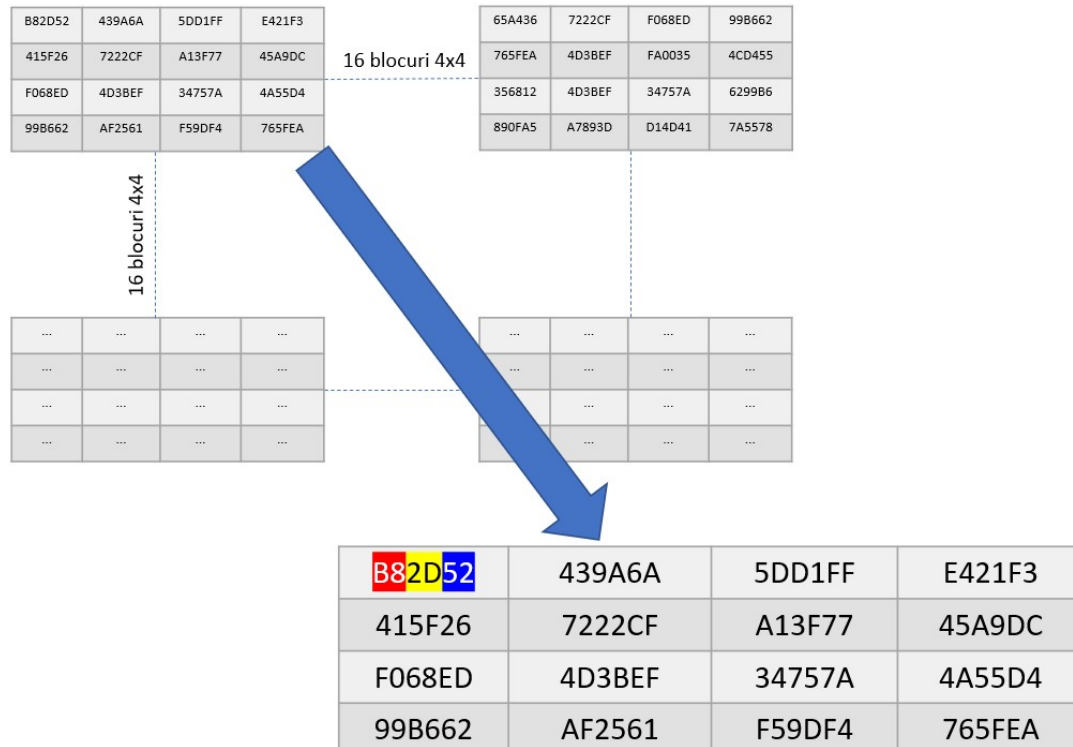 B82D52 439A6A 5DD1FF E421F3
415F26 7222CF A13F77 45A9DC
F068ED 4D3BEF 34757A 4A55D4
99B662 AF2561 F59DF4 765FEA
16 blocuri 4x4
65A436 7222CF F068ED 99B662
765FEA 4D3BEF FA0035 4CD455
356812 4D3BEF 34757A 6299B6
890FA5 A7893D D14D41 7A5578
16 blocuri 4x4
... ... ... ...
... ... ... ...
... ... ... ...
... ... ... ...
... ... ... ...
... ... ... ...
... ... ...
... ... ...
B82D52 439A6A 5DD1FF E421F3
415F26 7222CF A13F77 45A9DC
F068ED 4D3BEF 34757A 4A55D4
99B662 AF2561 F59DF4 765FEA